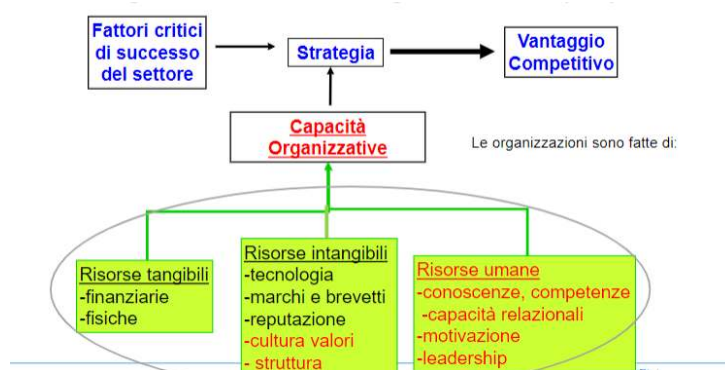 Fattori critici
di successo
del settore
Strategia
Vantaggio
Competitivo
Capacità
Organizzative
Le organizzazioni sono fatte di:
Risorse tangibili
-finanziarie
-fisiche
Risorse intangibili
-tecnologia
-marchi e brevetti
-reputazione
-cultura valori
- struttura
Risorse umane
-conoscenze, competenze
-capacità relazionali
-motivazione
-leadership